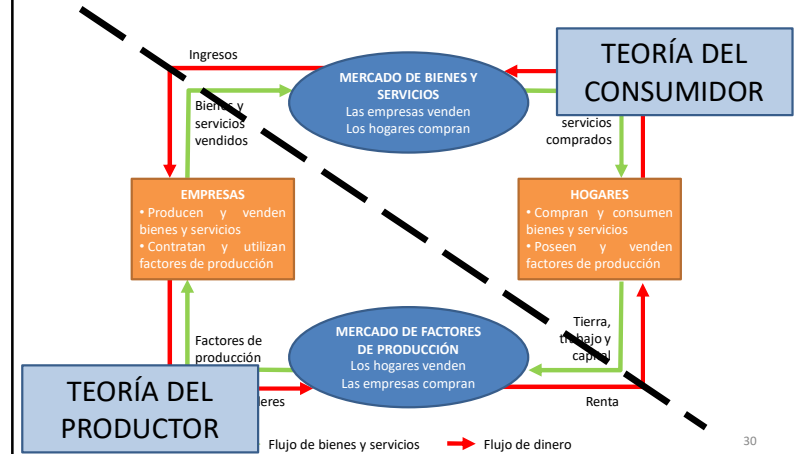 Ingresos
TEORÍA DEL
CONSUMIDOR
MERCADO DE BIENES Y
SERVICIOS
Las empresas venden
Los hogares compran
Bienes y
servicios
vendidos
servicios
comprados
EMPRESAS
• Producen y venden
bienes y servicios
• Contratan y utilizan
factores de producción
HOGARES
• Compran y consumen
bienes y servicios
• Poseen y venden
factores de producción
Factores de
producción
MERCADO DE FACTORES
DE PRODUCCIÓN
Los hogares venden
Las empresas compran
Tierra,
trabajo y
capital
TEORÍA DEL
PRODUCTOR
Renta
Flujo de bienes y servicios
Flujo de dinero
30